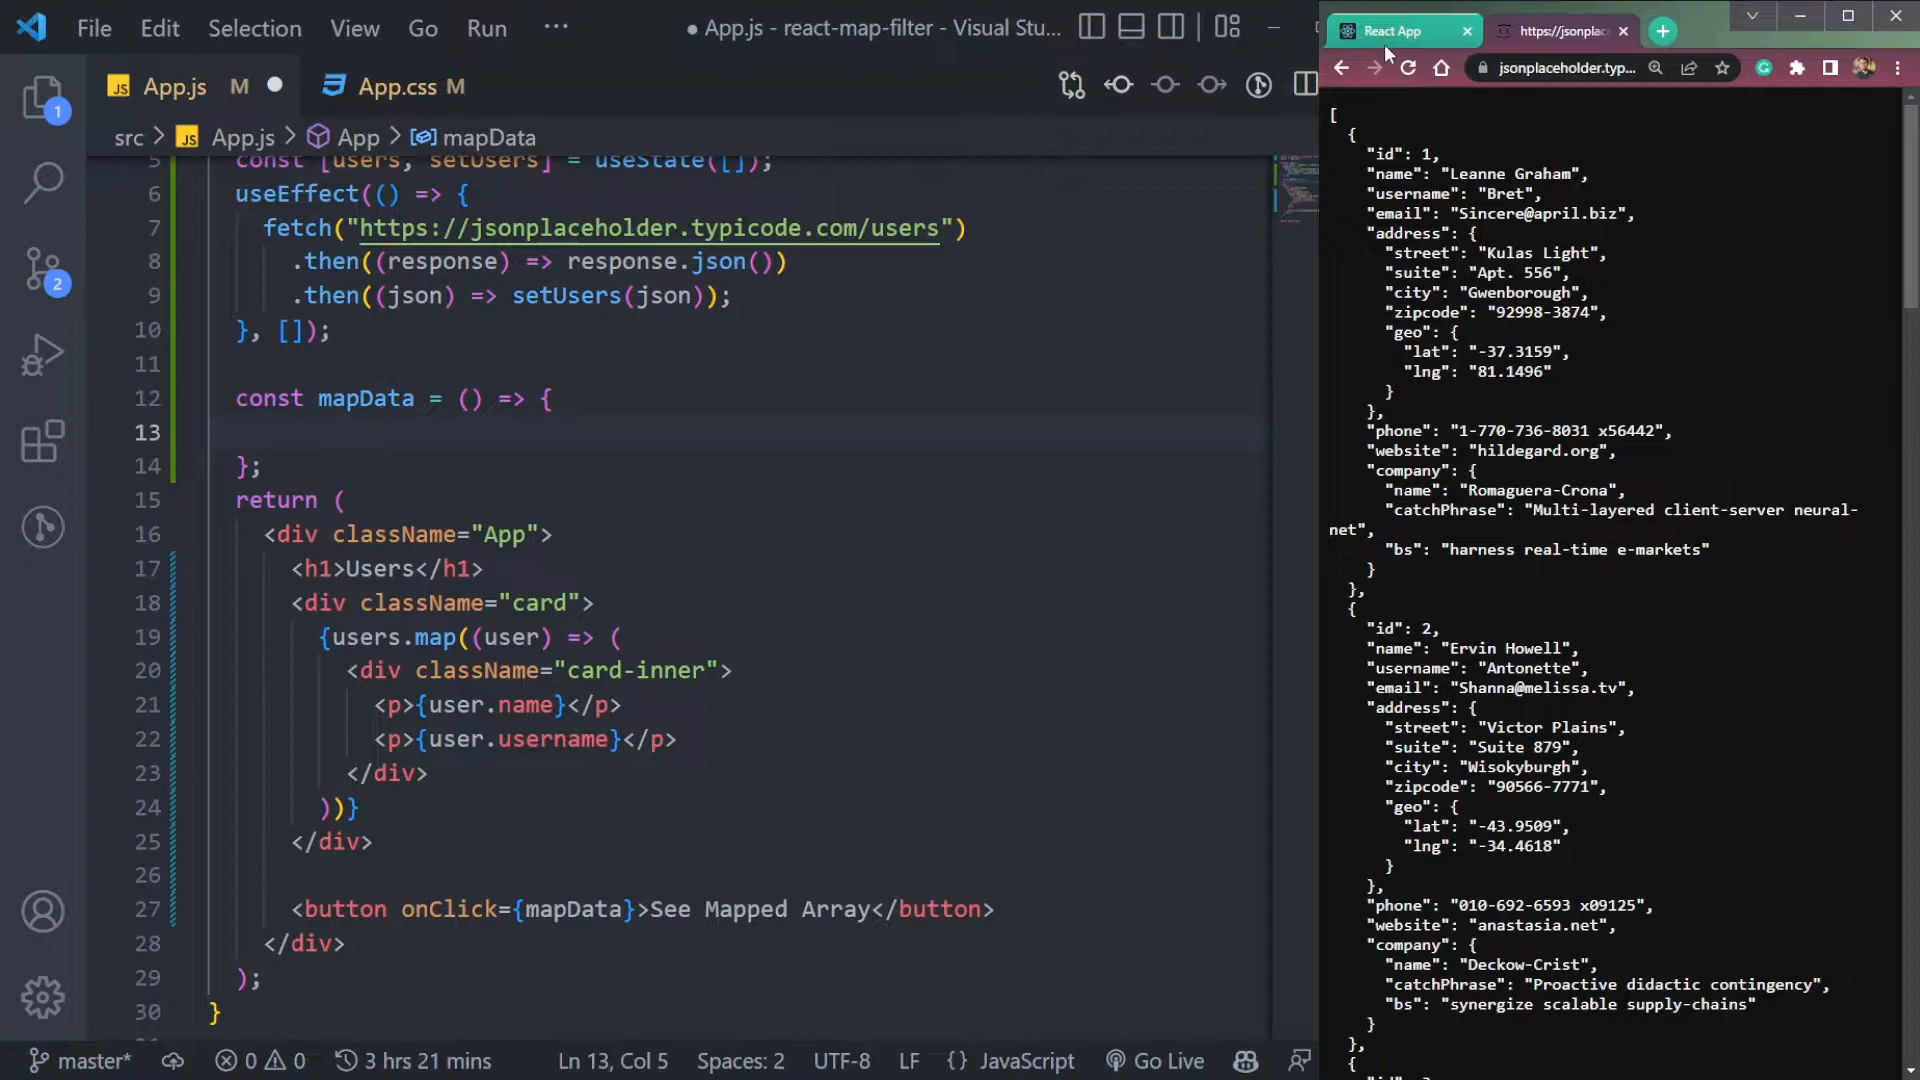 File Edit Selection View Go Run ···
● App.js - react-map-filter - Visual Stu...
JS App.js M ●
App.css M
src > JS App.js > App > mapData
5 const [users, setUsers] = useState([]);
6 useEffect(() => {
7 fetch("https://jsonplaceholder.typicode.com/users")
8 .then((response) => response.json())
9 .then((json) => setUsers(json));
10 }, []);
11
12 const mapData = () => {
13
14 };
15 return (
16 <div className="App">
17 <h1>Users</h1>
18 <div className="card">
19 {users.map((user) => (
20 <div className="card-inner">
21 <p>{user.name}</p>
22 <p>{user.username}</p>
23 </div>
24 ))}
25 </div>
26
27 <button onClick={mapData}>See Mapped Array</button>
28 </div>
29 );
30 }
1
2
master* 0 0 3 hrs 21 mins Ln 13, Col 5 Spaces: 2 UTF-8 LF {} JavaScript Go Live
React App
https://jsonplac
jsonplaceholder.typ...
[
{
"id": 1,
"name": "Leanne Graham",
"username": "Bret",
"email": "Sincere@april.biz",
"address": {
"street": "Kulas Light",
"suite": "Apt. 556",
"city": "Gwenborough",
"zipcode": "92998-3874",
"geo": {
"lat": "-37.3159",
"lng": "81.1496"
}
},
"phone": "1-770-736-8031 x56442",
"website": "hildegard.org",
"company": {
"name": "Romaguera-Crona",
"catchPhrase": "Multi-layered client-server neural-
net",
"bs": "harness real-time e-markets"
}
},
{
"id": 2,
"name": "Ervin Howell",
"username": "Antonette",
"email": "Shanna@melissa.tv",
"address": {
"street": "Victor Plains",
"suite": "Suite 879",
"city": "Wisokyburgh",
"zipcode": "90566-7771",
"geo": {
"lat": "-43.9509",
"lng": "-34.4618"
}
},
"phone": "010-692-6593 x09125",
"website": "anastasia.net",
"company": {
"name": "Deckow-Crist",
"catchPhrase": "Proactive didactic contingency",
"bs": "synergize scalable supply-chains"
}
},
{